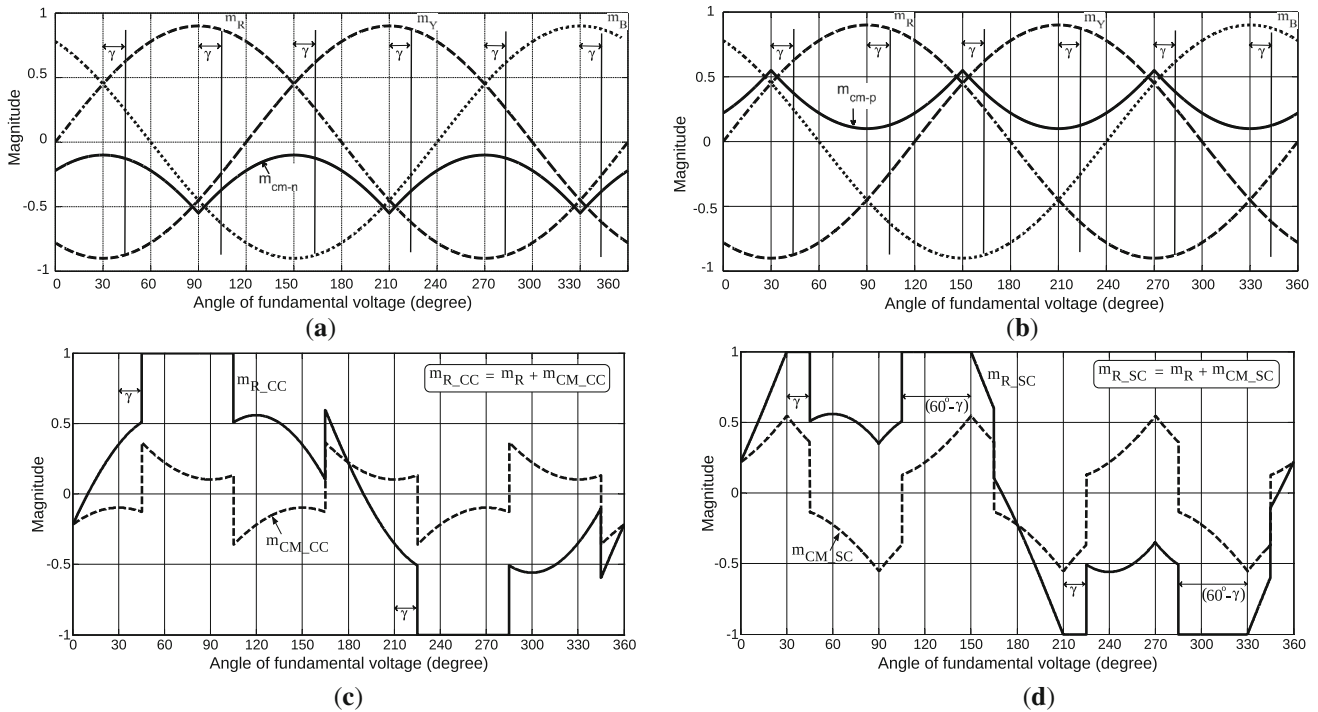 1
0.5
0
-0.5
-1
Magnitude
m_R
m_Y
m_B
γ γ γ γ γ γ
m_cm-n
0 30 60 90 120 150 180 210 240 270 300 330 360
Angle of fundamental voltage (degree)
(a)
1
0.5
0
-0.5
-1
Magnitude
m_R
m_Y
m_B
γ γ γ γ γ γ
m_cm-p
0 30 60 90 120 150 180 210 240 270 300 330 360
Angle of fundamental voltage (degree)
(b)
1
0.5
0
-0.5
-1
Magnitude
γ
m_R_CC
m_R_CC = m_R + m_CM_CC
m_CM_CC
γ
0 30 60 90 120 150 180 210 240 270 300 330 360
Angle of fundamental voltage (degree)
(c)
1
0.5
0
-0.5
-1
Magnitude
γ
(60°-γ)
m_R_SC
m_R_SC = m_R + m_CM_SC
m_CM_SC
γ
(60°-γ)
0 30 60 90 120 150 180 210 240 270 300 330 360
Angle of fundamental voltage (degree)
(d)